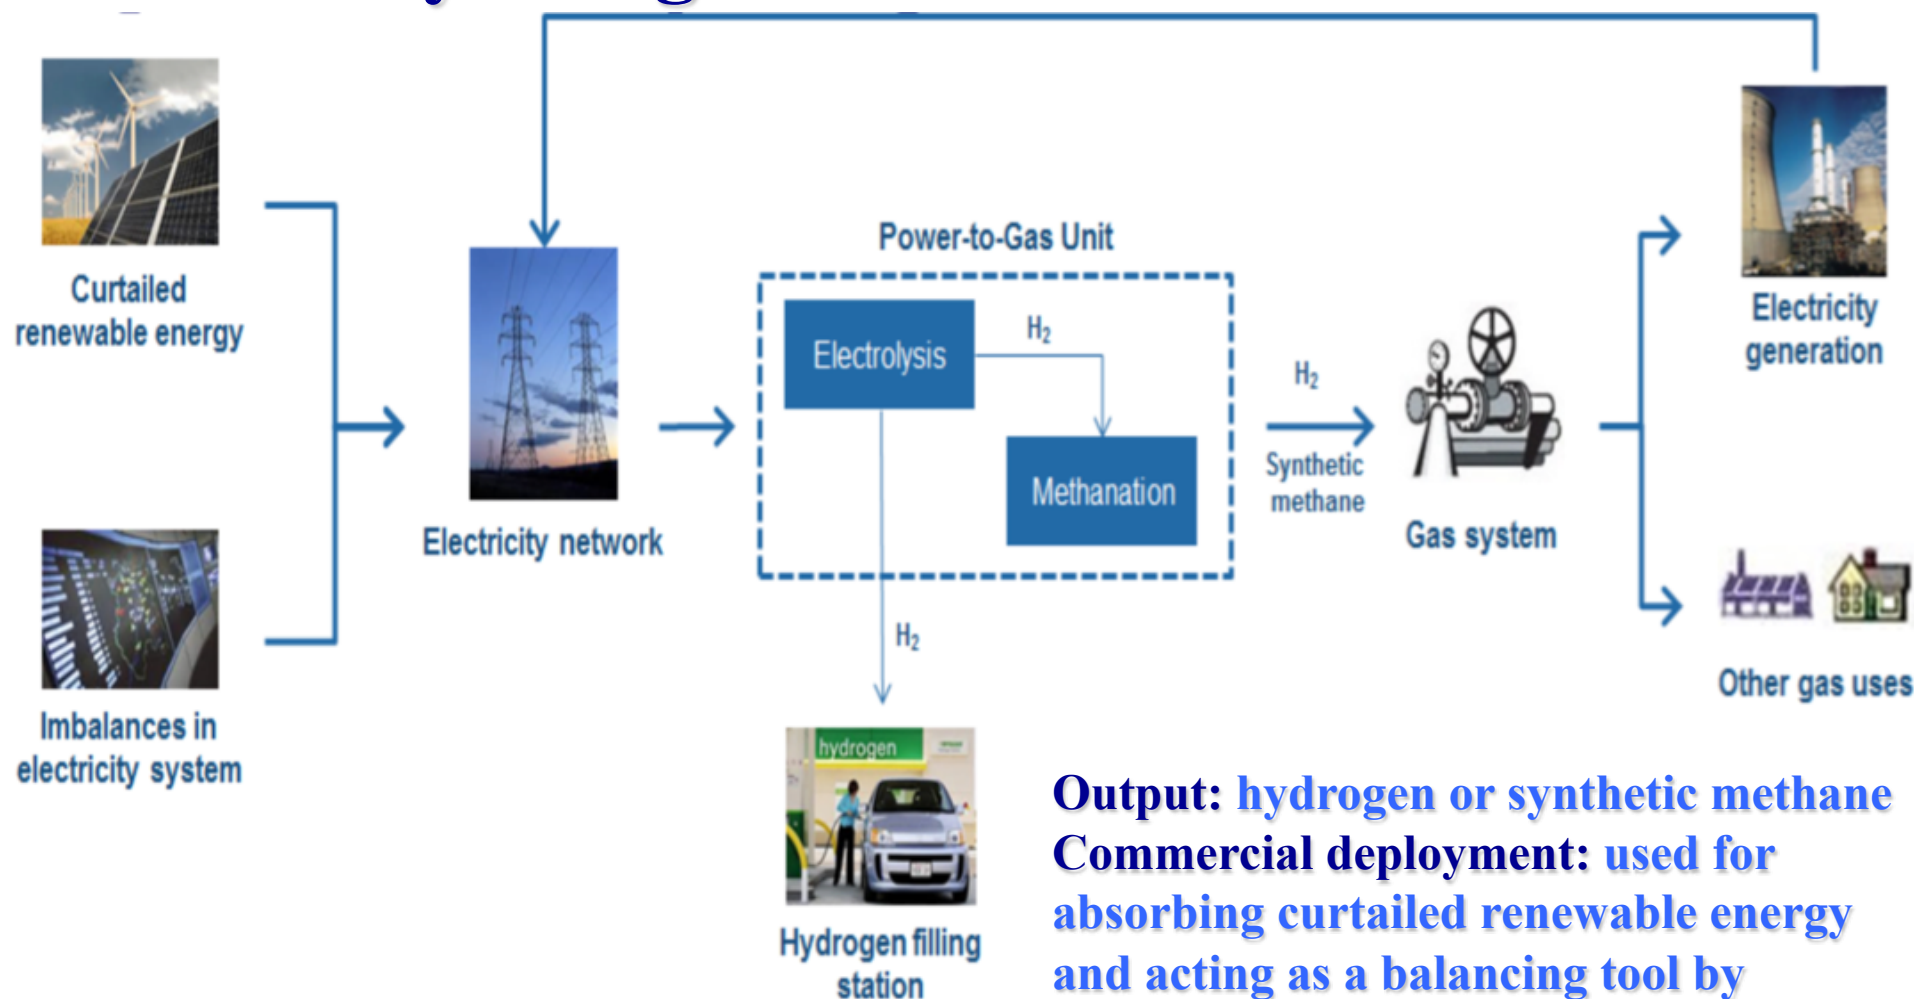 Curtailed
renewable energy
Imbalances in
electricity system
Electricity network
Power-to-Gas Unit
Electrolysis
H₂
Methanation
H₂
hydrogen
Hydrogen filling
station
H₂
Synthetic
methane
Gas system
Electricity
generation
Other gas uses
Output: hydrogen or synthetic methane
Commercial deployment: used for
absorbing curtailed renewable energy
and acting as a balancing tool by